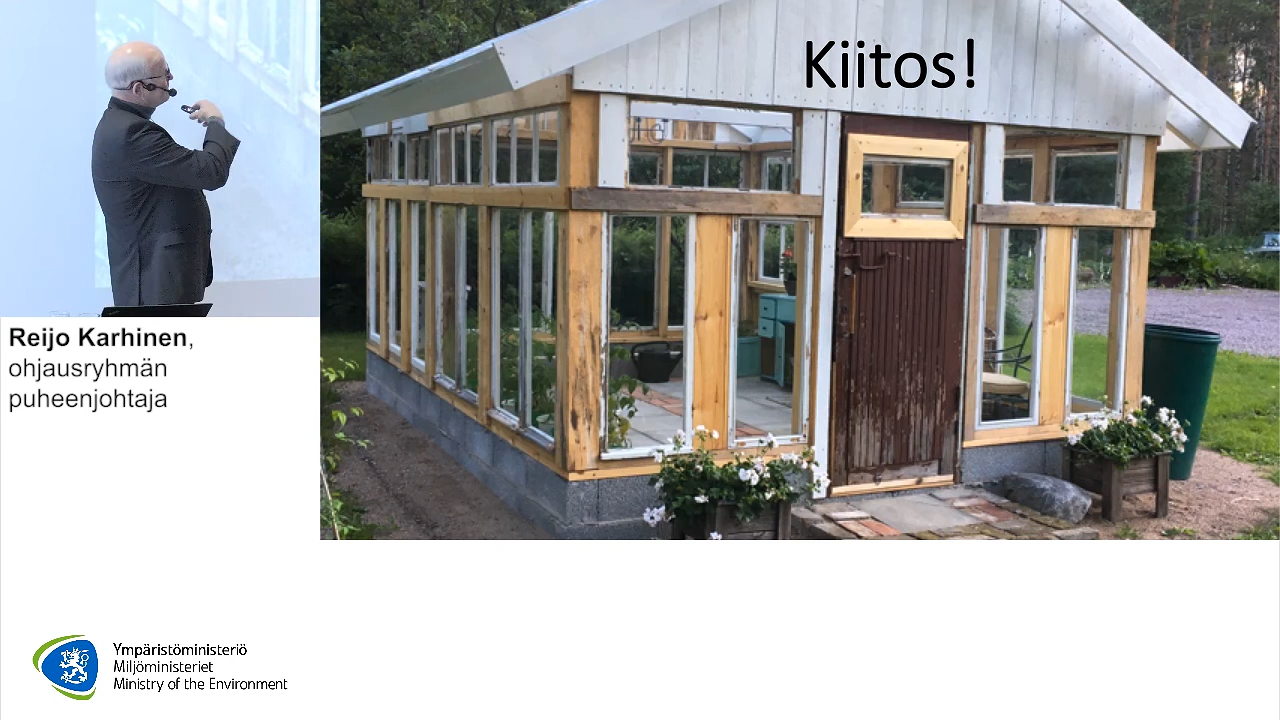 Kiitos!
Reijo Karhinen,
ohjausryhmän
puheenjohtaja
Ympäristöministeriö
Miljöministeriet
Ministry of the Environment